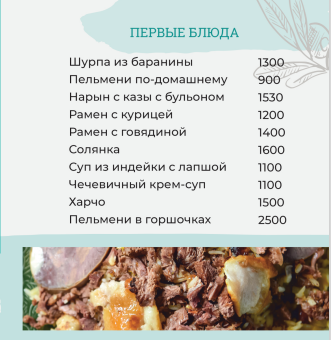 ПЕРВЫЕ БЛЮДА
Шурпа из баранины 1300
Пельмени по-домашнему 900
Нарын с казы с бульоном 1530
Рамен с курицей 1200
Рамен с говядиной 1400
Солянка 1600
Суп из индейки с лапшой 1100
Чечевичный крем-суп 1100
Харчо 1500
Пельмени в горшочках 2500